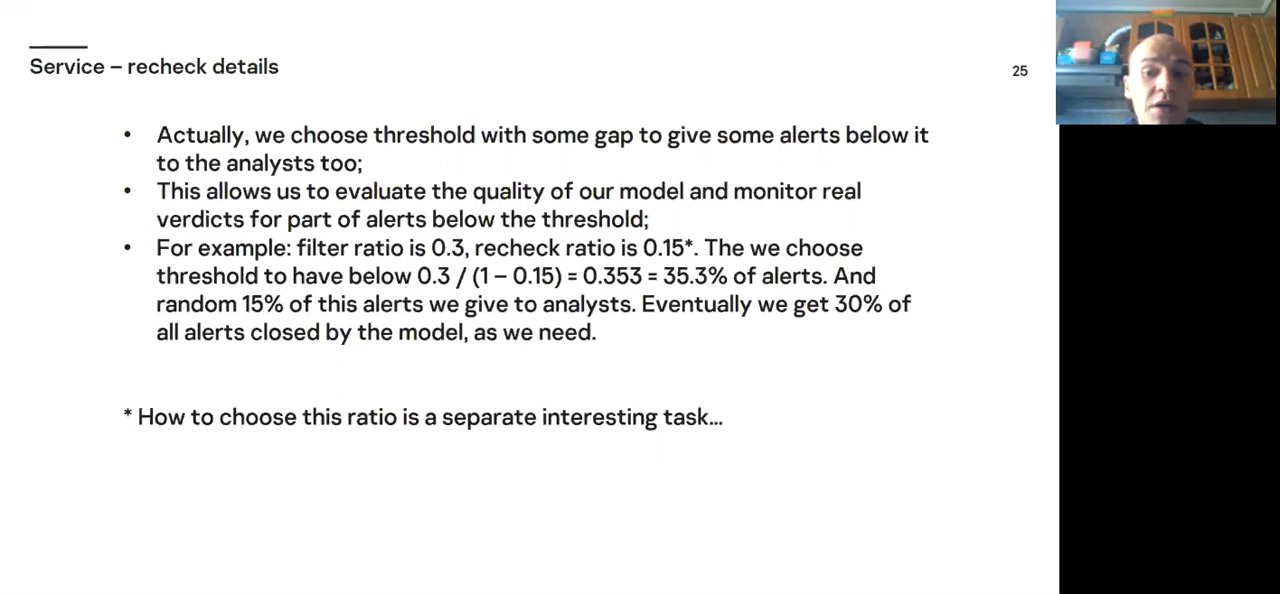 Service – recheck details
25
• Actually, we choose threshold with some gap to give some alerts below it
to the analysts too;
• This allows us to evaluate the quality of our model and monitor real
verdicts for part of alerts below the threshold;
• For example: filter ratio is 0.3, recheck ratio is 0.15*. The we choose
threshold to have below 0.3 / (1 – 0.15) = 0.353 = 35.3% of alerts. And
random 15% of this alerts we give to analysts. Eventually we get 30% of
all alerts closed by the model, as we need.
* How to choose this ratio is a separate interesting task…